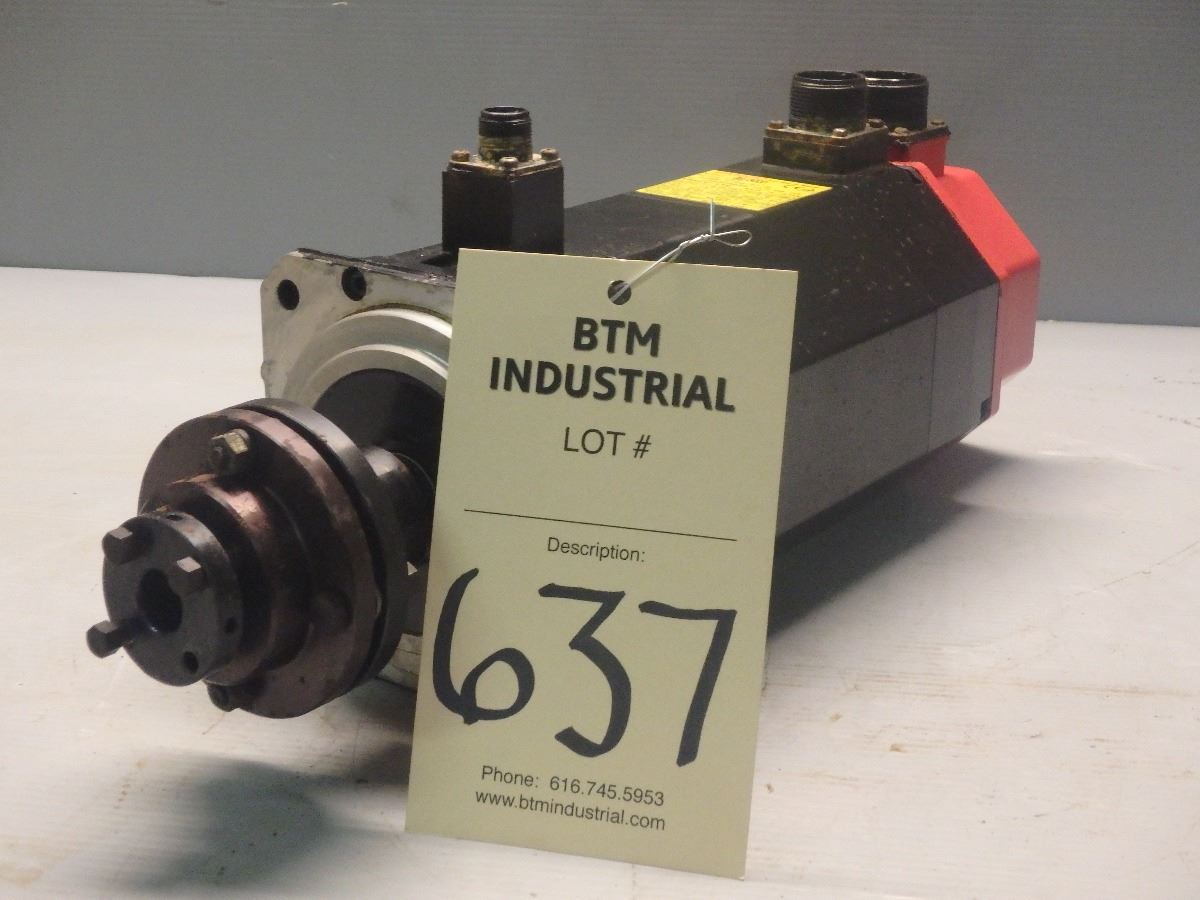 BTM
INDUSTRIAL
LOT #
Description:
637
Phone: 616.745.5953
www.btmindustrial.com